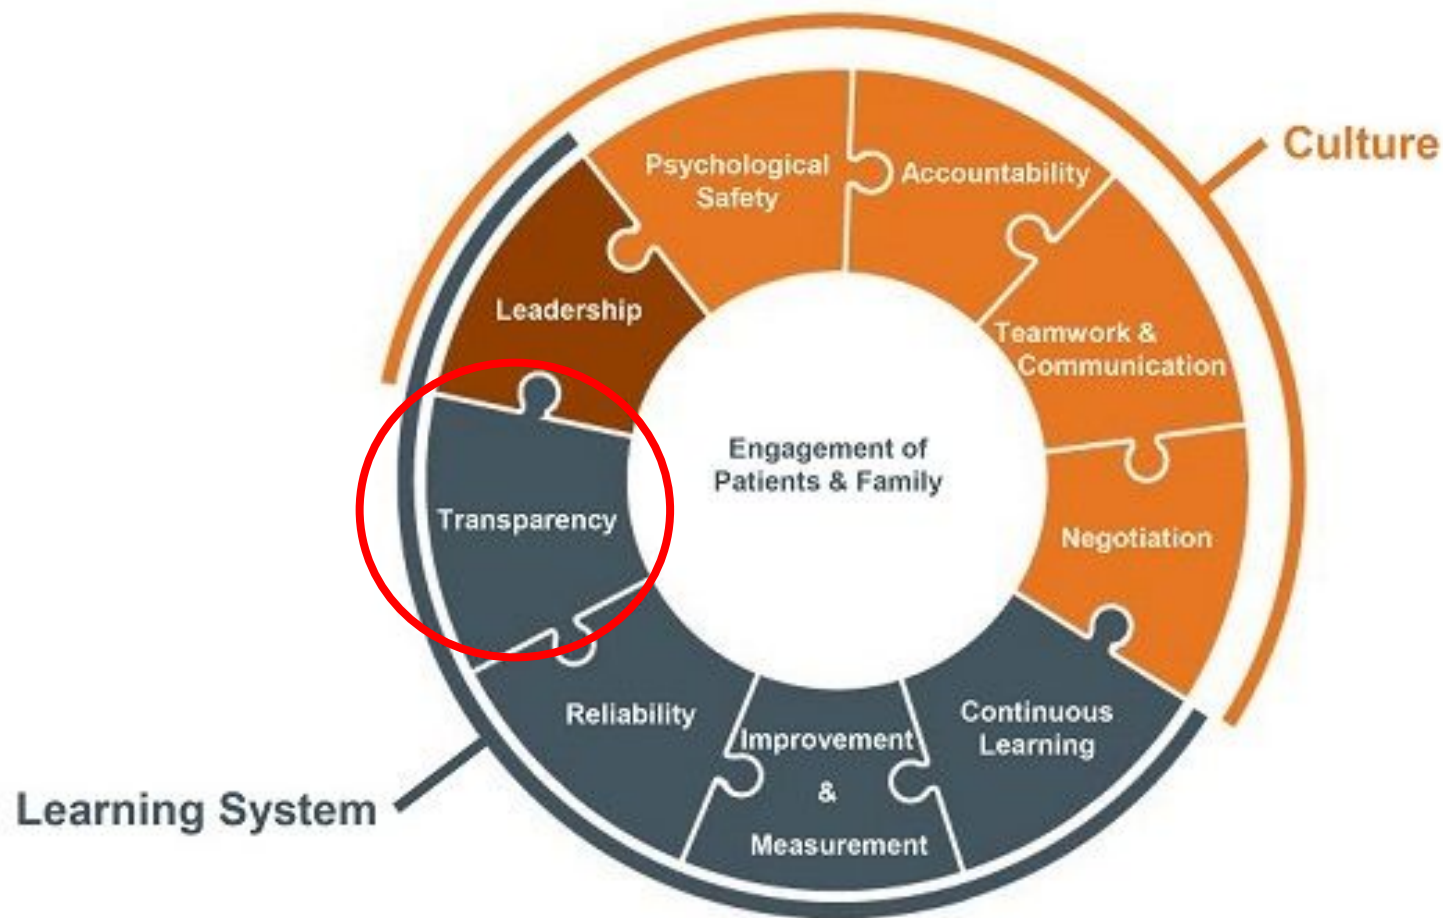 Culture
Psychological
Safety
Accountability
Leadership
Teamwork &
Communication
Engagement of
Patients & Family
Transparency
Negotiation
Reliability
Continuous
Learning
Improvement
&
Measurement
Learning System